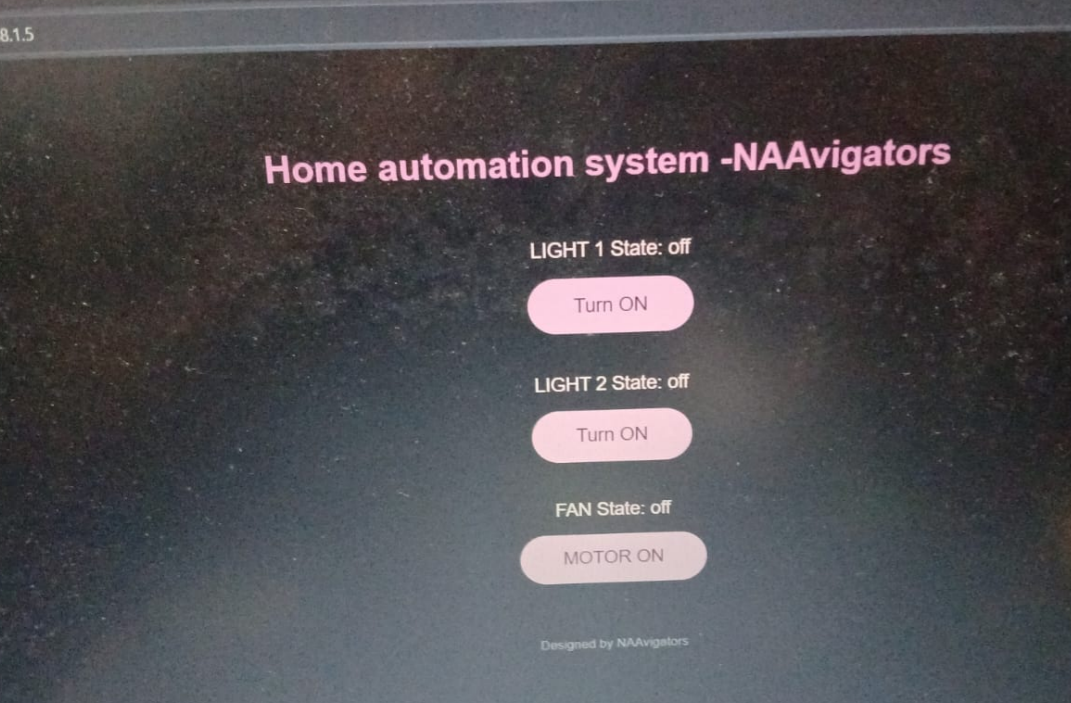 8.1.5
Home automation system -NAAvigators
LIGHT 1 State: off
Turn ON
LIGHT 2 State: off
Turn ON
FAN State: off
MOTOR ON
Designed by NAAvigators